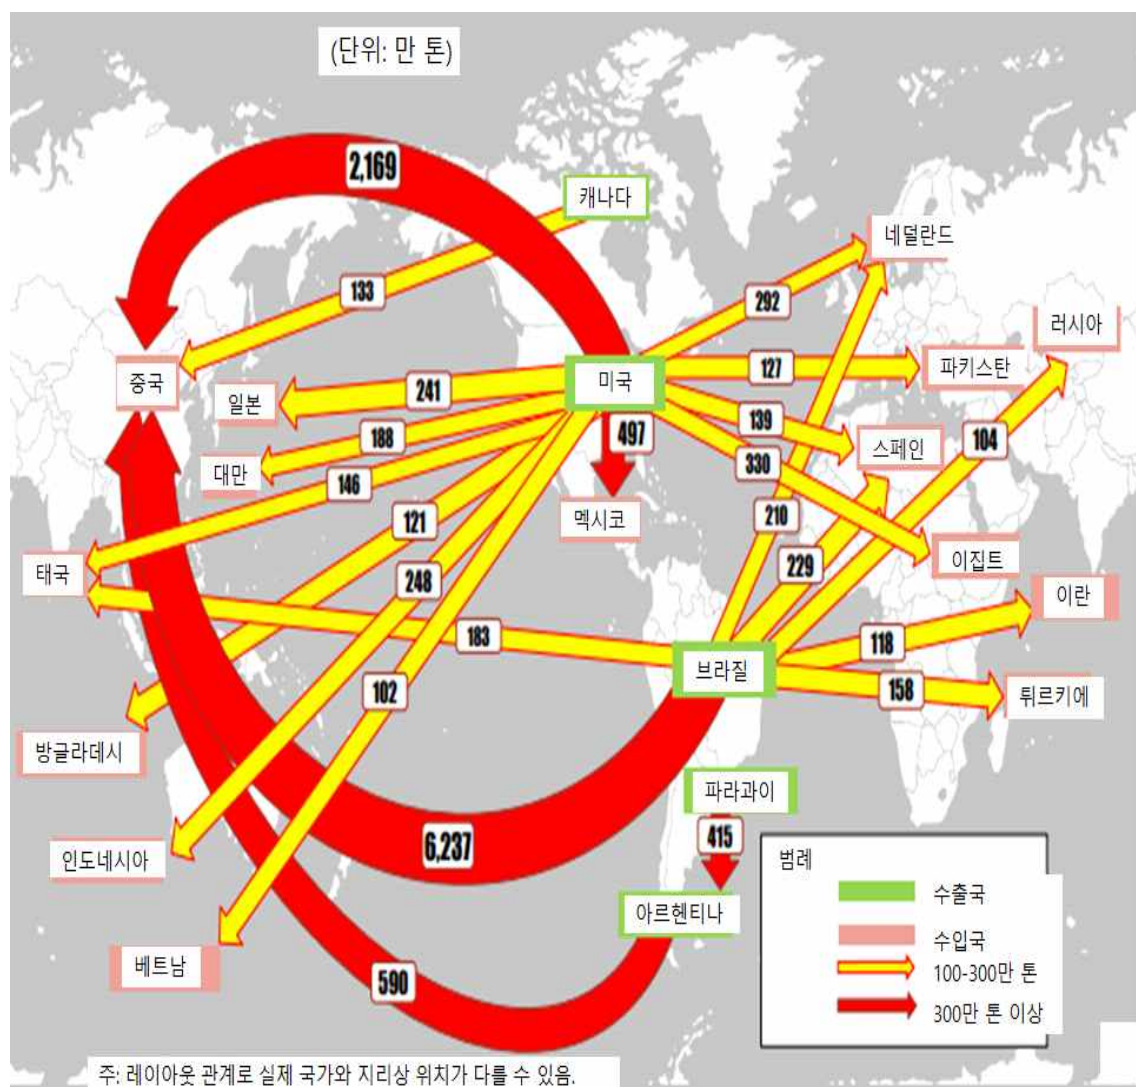 (단위: 만 톤)
2,169
캐나다
네덜란드
133
292
러시아
중국
미국
127
파키스탄
일본
241
139
스페인
104
대만
188
497
330
146
멕시코
210
121
229
이집트
태국
248
이란
183
118
브라질
158
튀르키예
102
방글라데시
파라과이
415
6,237
인도네시아
아르헨티나
베트남
590
범례
수출국
수입국
100-300만 톤
300만 톤 이상
주: 레이아웃 관계로 실제 국가와 지리상 위치가 다를 수 있음.